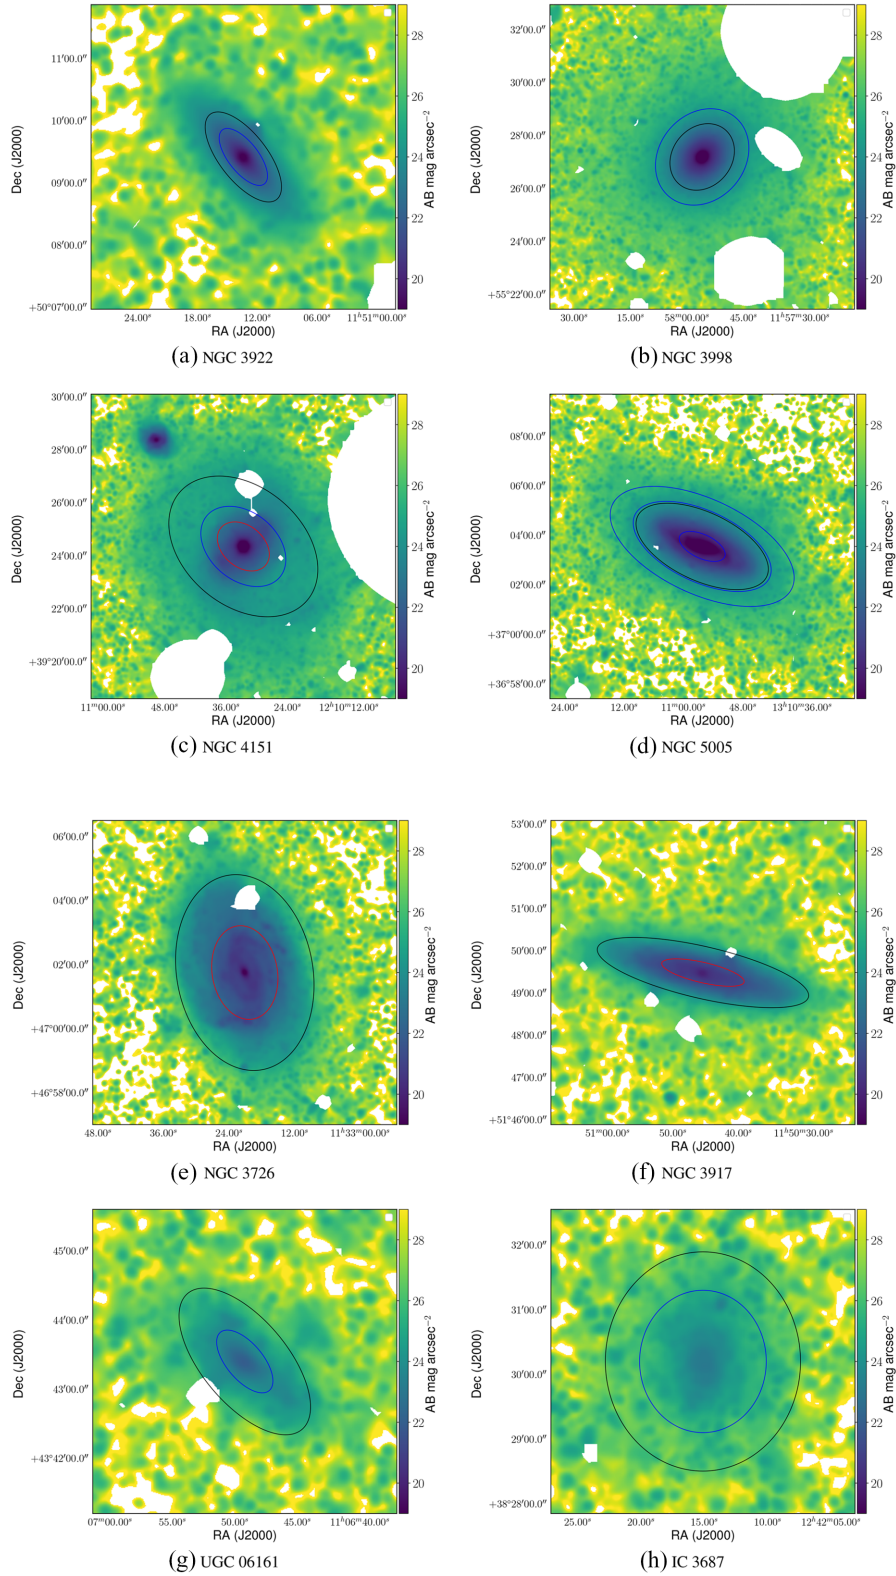 11′00.0″
10′00.0″
09′00.0″
08′00.0″
+50°07′00.0″
Dec (J2000)
24.00ˢ 18.00ˢ 12.00ˢ 06.00ˢ 11ʰ51ᵐ00.00ˢ
RA (J2000)
28
26
24
22
20
AB mag arcsec⁻²
(a) NGC 3922
32′00.0″
30′00.0″
28′00.0″
26′00.0″
24′00.0″
+55°22′00.0″
Dec (J2000)
30.00ˢ 15.00ˢ 58ᵐ00.00ˢ 45.00ˢ 11ʰ57ᵐ30.00ˢ
RA (J2000)
28
26
24
22
20
AB mag arcsec⁻²
(b) NGC 3998
30′00.0″
28′00.0″
26′00.0″
24′00.0″
22′00.0″
+39°20′00.0″
Dec (J2000)
11ᵐ00.00ˢ 48.00ˢ 36.00ˢ 24.00ˢ 12ʰ10ᵐ12.00ˢ
RA (J2000)
28
26
24
22
20
AB mag arcsec⁻²
(c) NGC 4151
08′00.0″
06′00.0″
04′00.0″
02′00.0″
+37°00′00.0″
+36°58′00.0″
Dec (J2000)
24.00ˢ 12.00ˢ 11ᵐ00.00ˢ 48.00ˢ 13ʰ10ᵐ36.00ˢ
RA (J2000)
28
26
24
22
20
AB mag arcsec⁻²
(d) NGC 5005
06′00.0″
04′00.0″
02′00.0″
+47°00′00.0″
+46°58′00.0″
Dec (J2000)
48.00ˢ 36.00ˢ 24.00ˢ 12.00ˢ 11ʰ33ᵐ00.00ˢ
RA (J2000)
28
26
24
22
20
AB mag arcsec⁻²
(e) NGC 3726
53′00.0″
52′00.0″
51′00.0″
50′00.0″
49′00.0″
48′00.0″
47′00.0″
+51°46′00.0″
Dec (J2000)
51ᵐ00.00ˢ 50.00ˢ 40.00ˢ 11ʰ50ᵐ30.00ˢ
RA (J2000)
28
26
24
22
20
AB mag arcsec⁻²
(f) NGC 3917
45′00.0″
44′00.0″
43′00.0″
+43°42′00.0″
Dec (J2000)
07ᵐ00.00ˢ 55.00ˢ 50.00ˢ 45.00ˢ 11ʰ06ᵐ40.00ˢ
RA (J2000)
28
26
24
22
20
AB mag arcsec⁻²
(g) UGC 06161
32′00.0″
31′00.0″
30′00.0″
29′00.0″
+38°28′00.0″
Dec (J2000)
25.00ˢ 20.00ˢ 15.00ˢ 10.00ˢ 12ʰ42ᵐ05.00ˢ
RA (J2000)
28
26
24
22
20
AB mag arcsec⁻²
(h) IC 3687